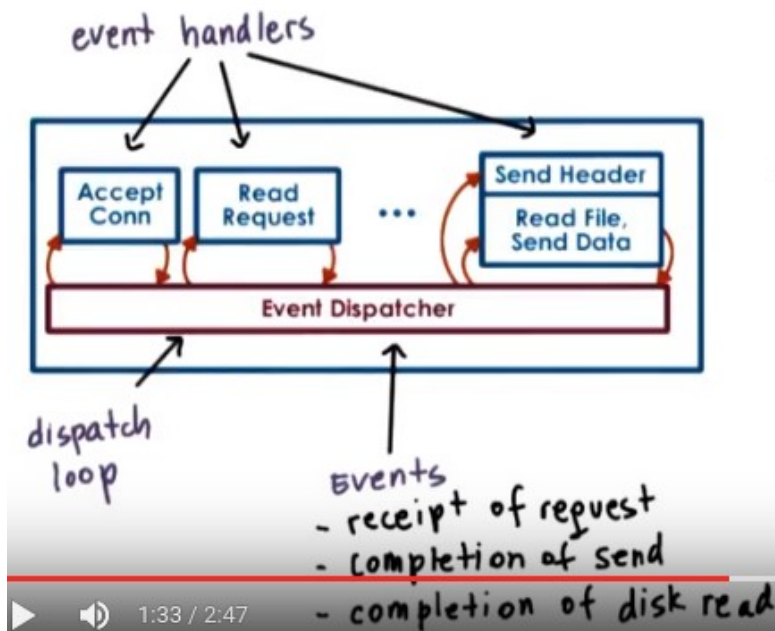 event handlers
Accept
Conn
Read
Request
...
Send Header
Read File,
Send Data
Event Dispatcher
dispatch
loop
Events
- receipt of request
- completion of send
- completion of disk read
1:33 / 2:47